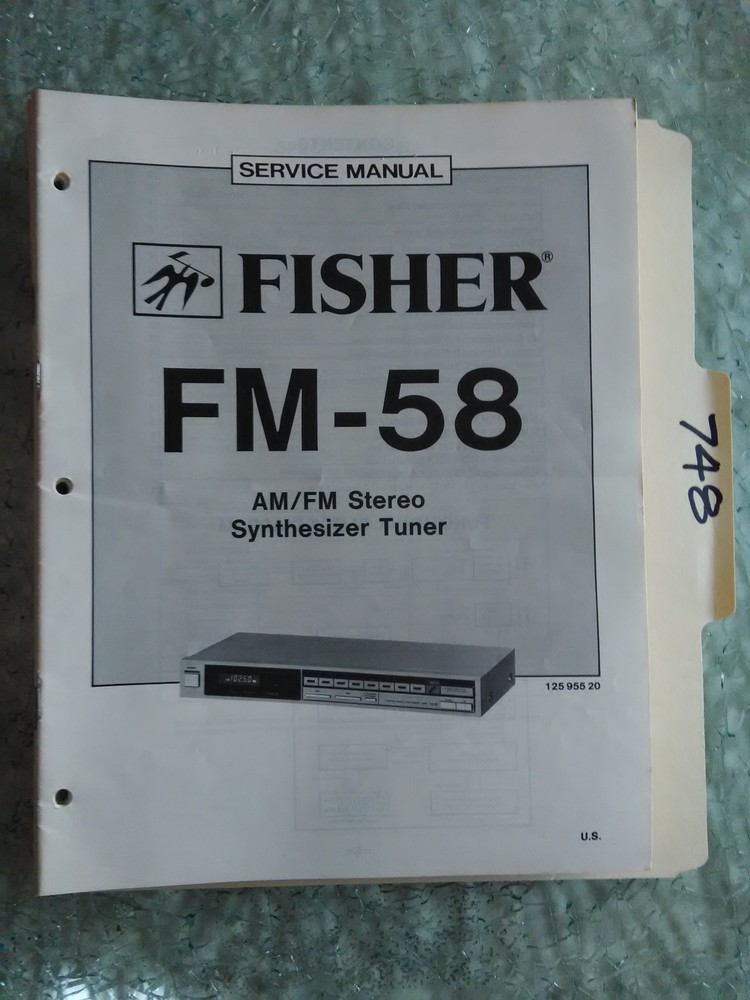 SERVICE MANUAL
FISHER®
FM-58
AM/FM Stereo
Synthesizer Tuner
125 955 20
U.S.
748